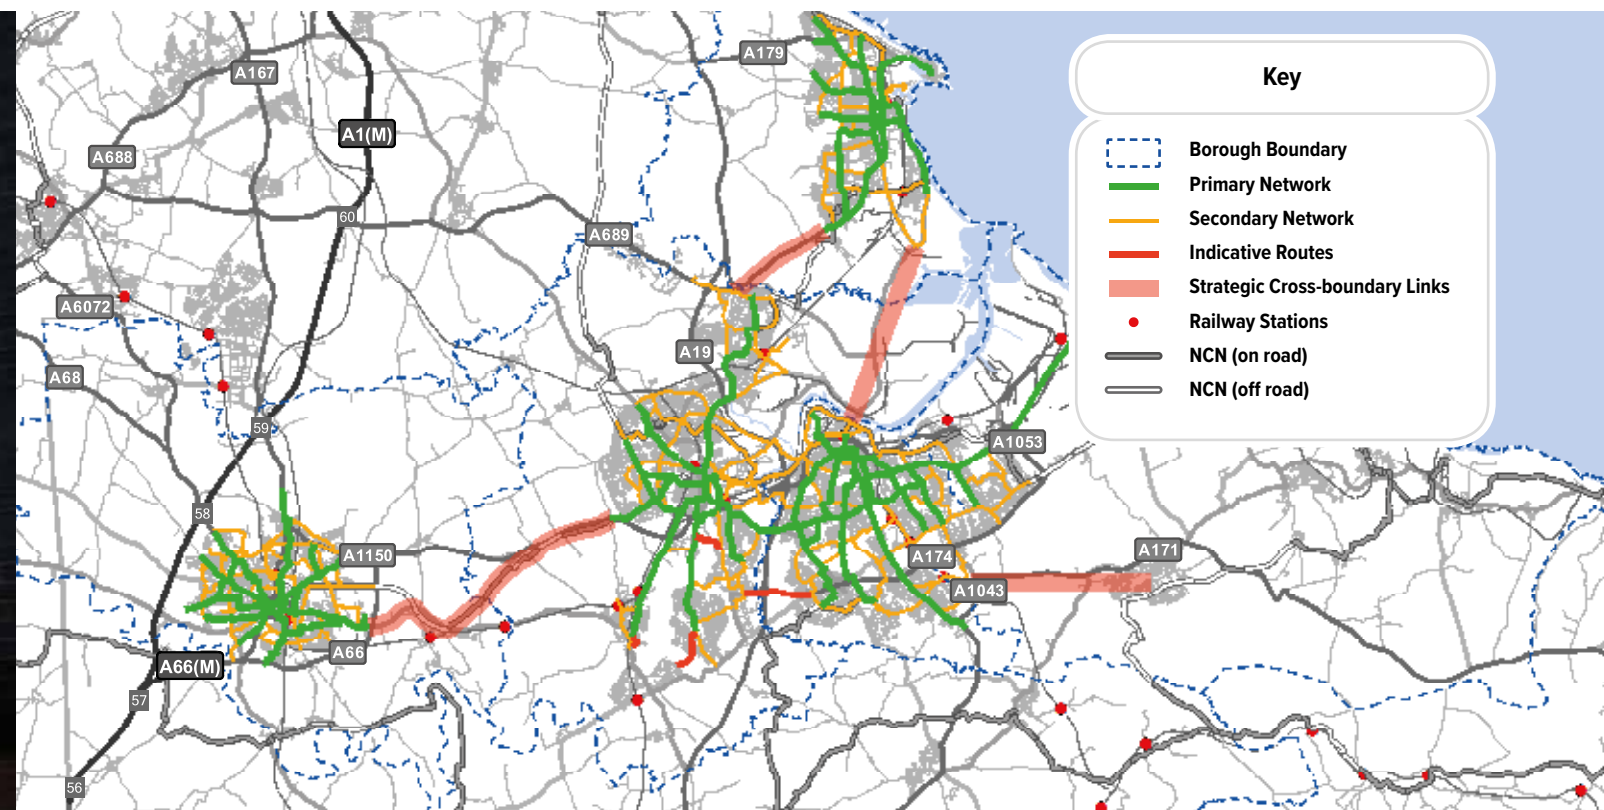 A179
Key
A167
A1(M)
Borough Boundary
A688
Primary Network
60
Secondary Network
A689
Indicative Routes
Strategic Cross-boundary Links
A6072
Railway Stations
A19
NCN (on road)
A68
NCN (off road)
59
A1053
58
A1150
A174
A171
A1043
A66
A66(M)
57
56